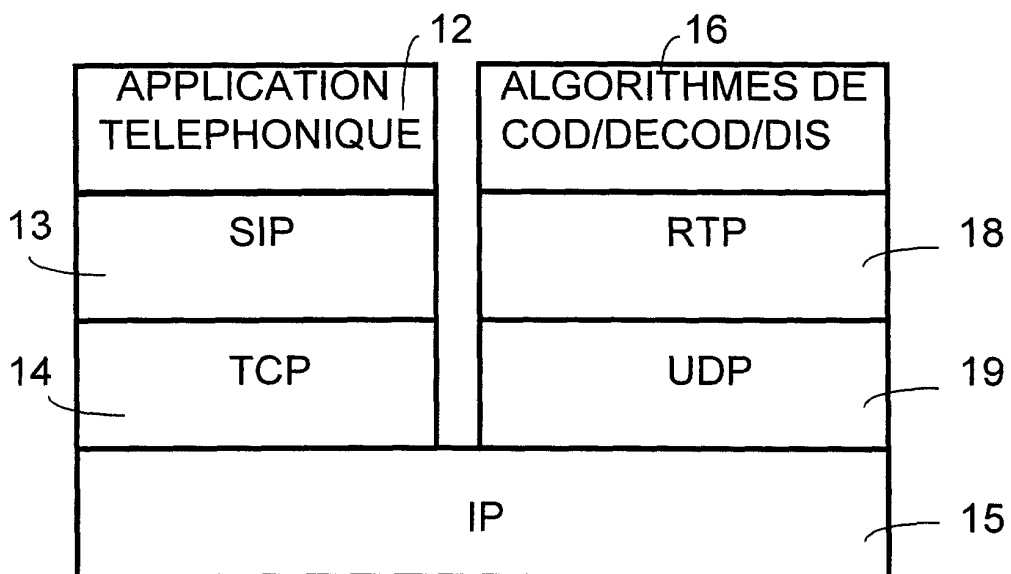 12
16
APPLICATION
TELEPHONIQUE
ALGORITHMES DE
COD/DECOD/DIS
13
SIP
RTP
18
14
TCP
UDP
19
IP
15